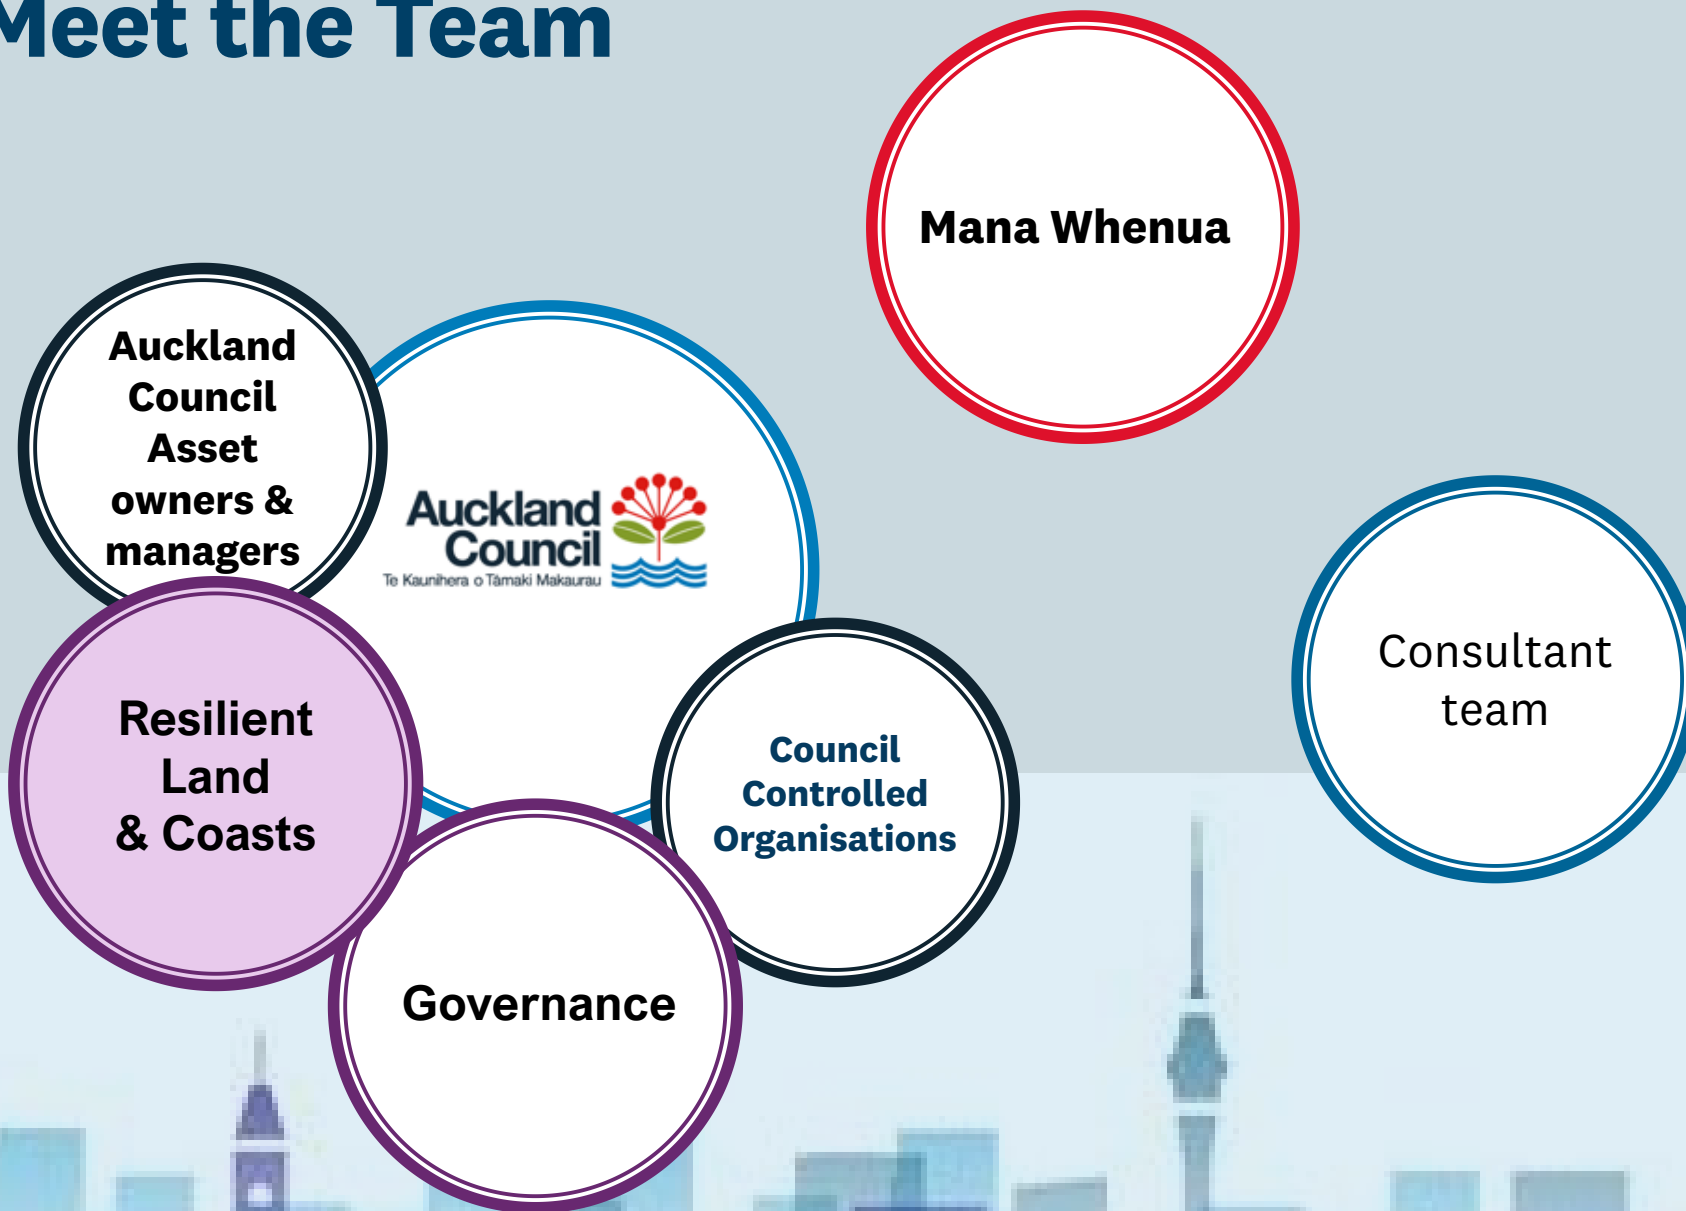 Meet the Team
Mana Whenua
Auckland
Council
Asset
owners &
managers
Auckland
Council
Te Kaunihera o Tāmaki Makaurau
Consultant
team
Resilient
Land
& Coasts
Council
Controlled
Organisations
Governance